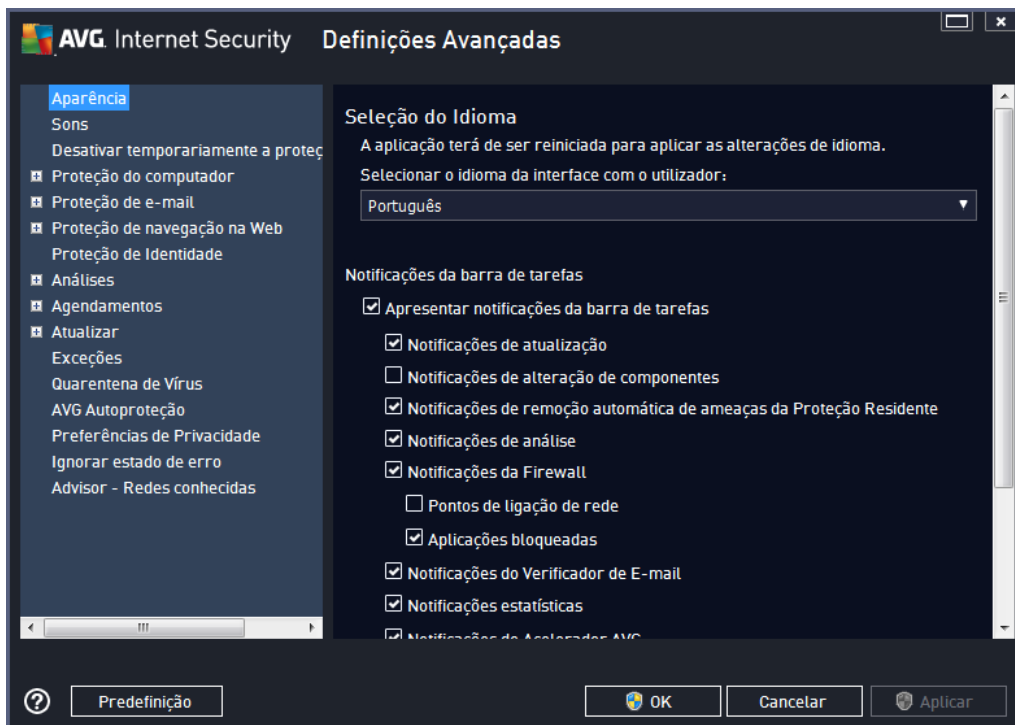 AVG. Internet Security Definições Avançadas
Aparência
Sons
Desativar temporariamente a proteç
Proteção do computador
Proteção de e-mail
Proteção de navegação na Web
Proteção de Identidade
Análises
Agendamentos
Atualizar
Exceções
Quarentena de Vírus
AVG Autoproteção
Preferências de Privacidade
Ignorar estado de erro
Advisor - Redes conhecidas
Seleção do Idioma
A aplicação terá de ser reiniciada para aplicar as alterações de idioma.
Selecionar o idioma da interface com o utilizador:
Português
Notificações da barra de tarefas
Apresentar notificações da barra de tarefas
Notificações de atualização
Notificações de alteração de componentes
Notificações de remoção automática de ameaças da Proteção Residente
Notificações de análise
Notificações da Firewall
Pontos de ligação de rede
Aplicações bloqueadas
Notificações do Verificador de E-mail
Notificações estatísticas
Notificações do Acelerador AVG
Predefinição
OK
Cancelar
Aplicar